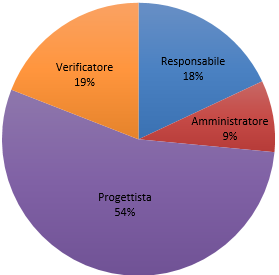 Responsabile
18%
Amministratore
9%
Progettista
54%
Verificatore
19%